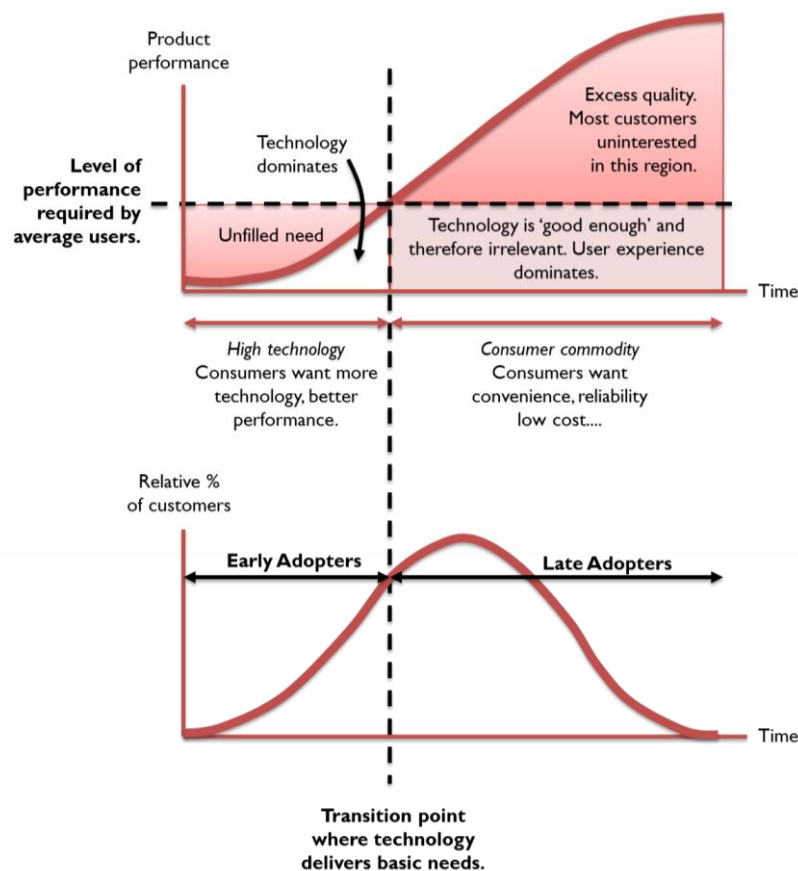 Product
performance
Technology
dominates
Excess quality.
Most customers
uninterested
in this region.
Level of
performance
required by
average users.
Unfilled need
Technology is ‘good enough’ and
therefore irrelevant. User experience
dominates.
Time
High technology
Consumers want more
technology, better
performance.
Consumer commodity
Consumers want
convenience, reliability
low cost....
Relative %
of customers
Early Adopters
Late Adopters
Time
Transition point
where technology
delivers basic needs.